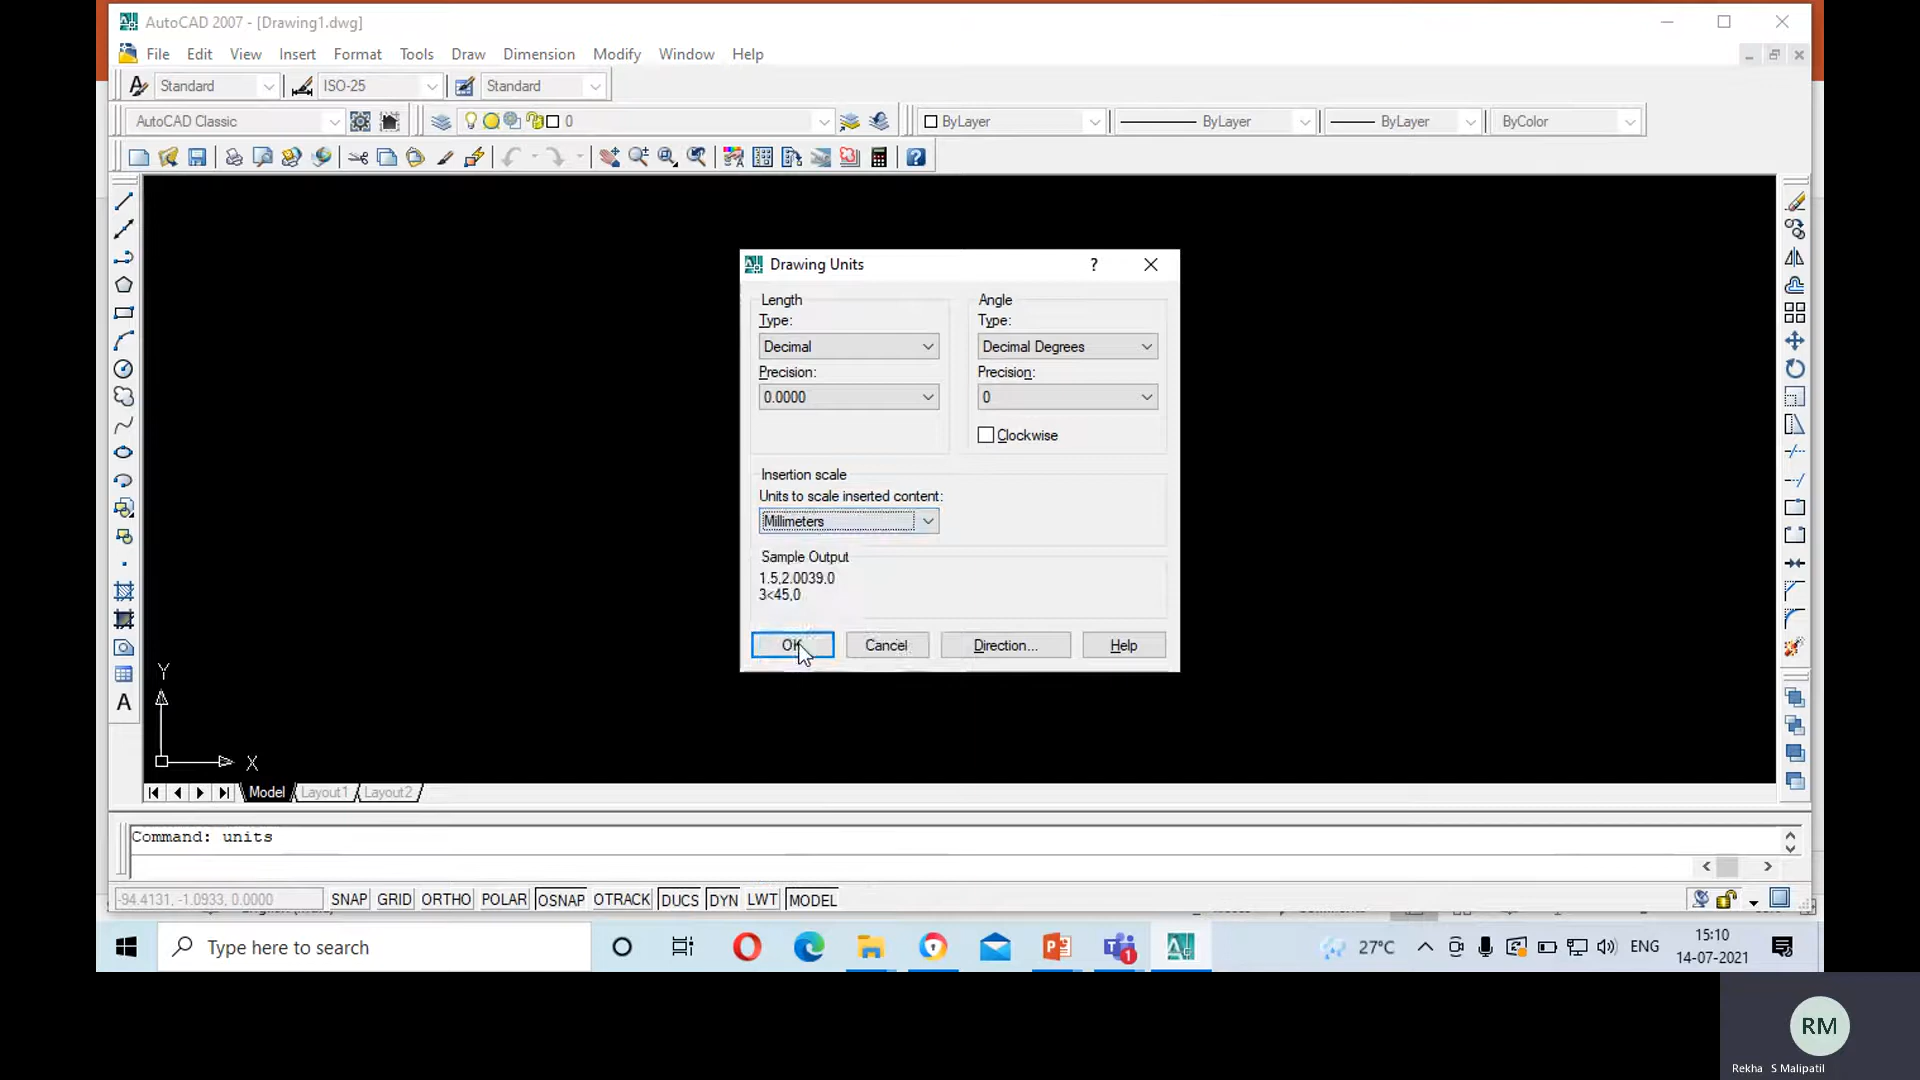 AutoCAD 2007 - [Drawing1.dwg]
File Edit View Insert Format Tools Draw Dimension Modify Window Help
Standard ISO-25 Standard
AutoCAD Classic 0 ByLayer ByLayer ByLayer ByColor
Drawing Units ?
Length Angle
Type: Type:
Decimal Decimal Degrees
Precision: Precision:
0.0000 0
Clockwise
Insertion scale
Units to scale inserted content:
Millimeters
Sample Output
1.5,2.0039,0
3<45,0
OK Cancel Direction... Help
Y
X
Model Layout1 Layout2
Command: units
-94.4131, -1.0933, 0.0000 SNAP GRID ORTHO POLAR OSNAP OTRACK DUCS DYN LWT MODEL
Type here to search 1 27°C ENG 15:10
14-07-2021
RM
Rekha S Malipatil